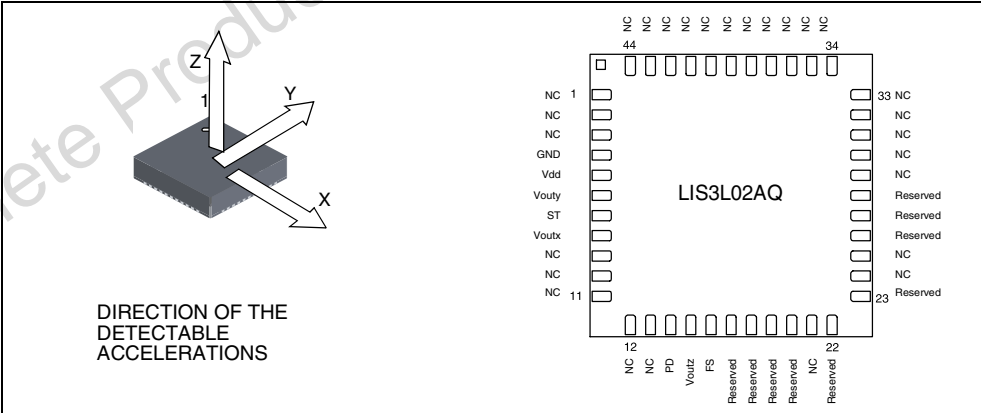 ete Produ
Z
1
Y
X
DIRECTION OF THE
DETECTABLE
ACCELERATIONS
NC NC NC NC NC NC NC NC NC NC NC
44 34
NC 1
NC
NC
GND
Vdd
Vouty
ST
Voutx
NC
NC
NC 11
LIS3L02AQ
33 NC
NC
NC
NC
NC
Reserved
Reserved
Reserved
NC
NC
23 Reserved
12 22
NC NC PD Voutz FS Reserved Reserved Reserved Reserved NC Reserved